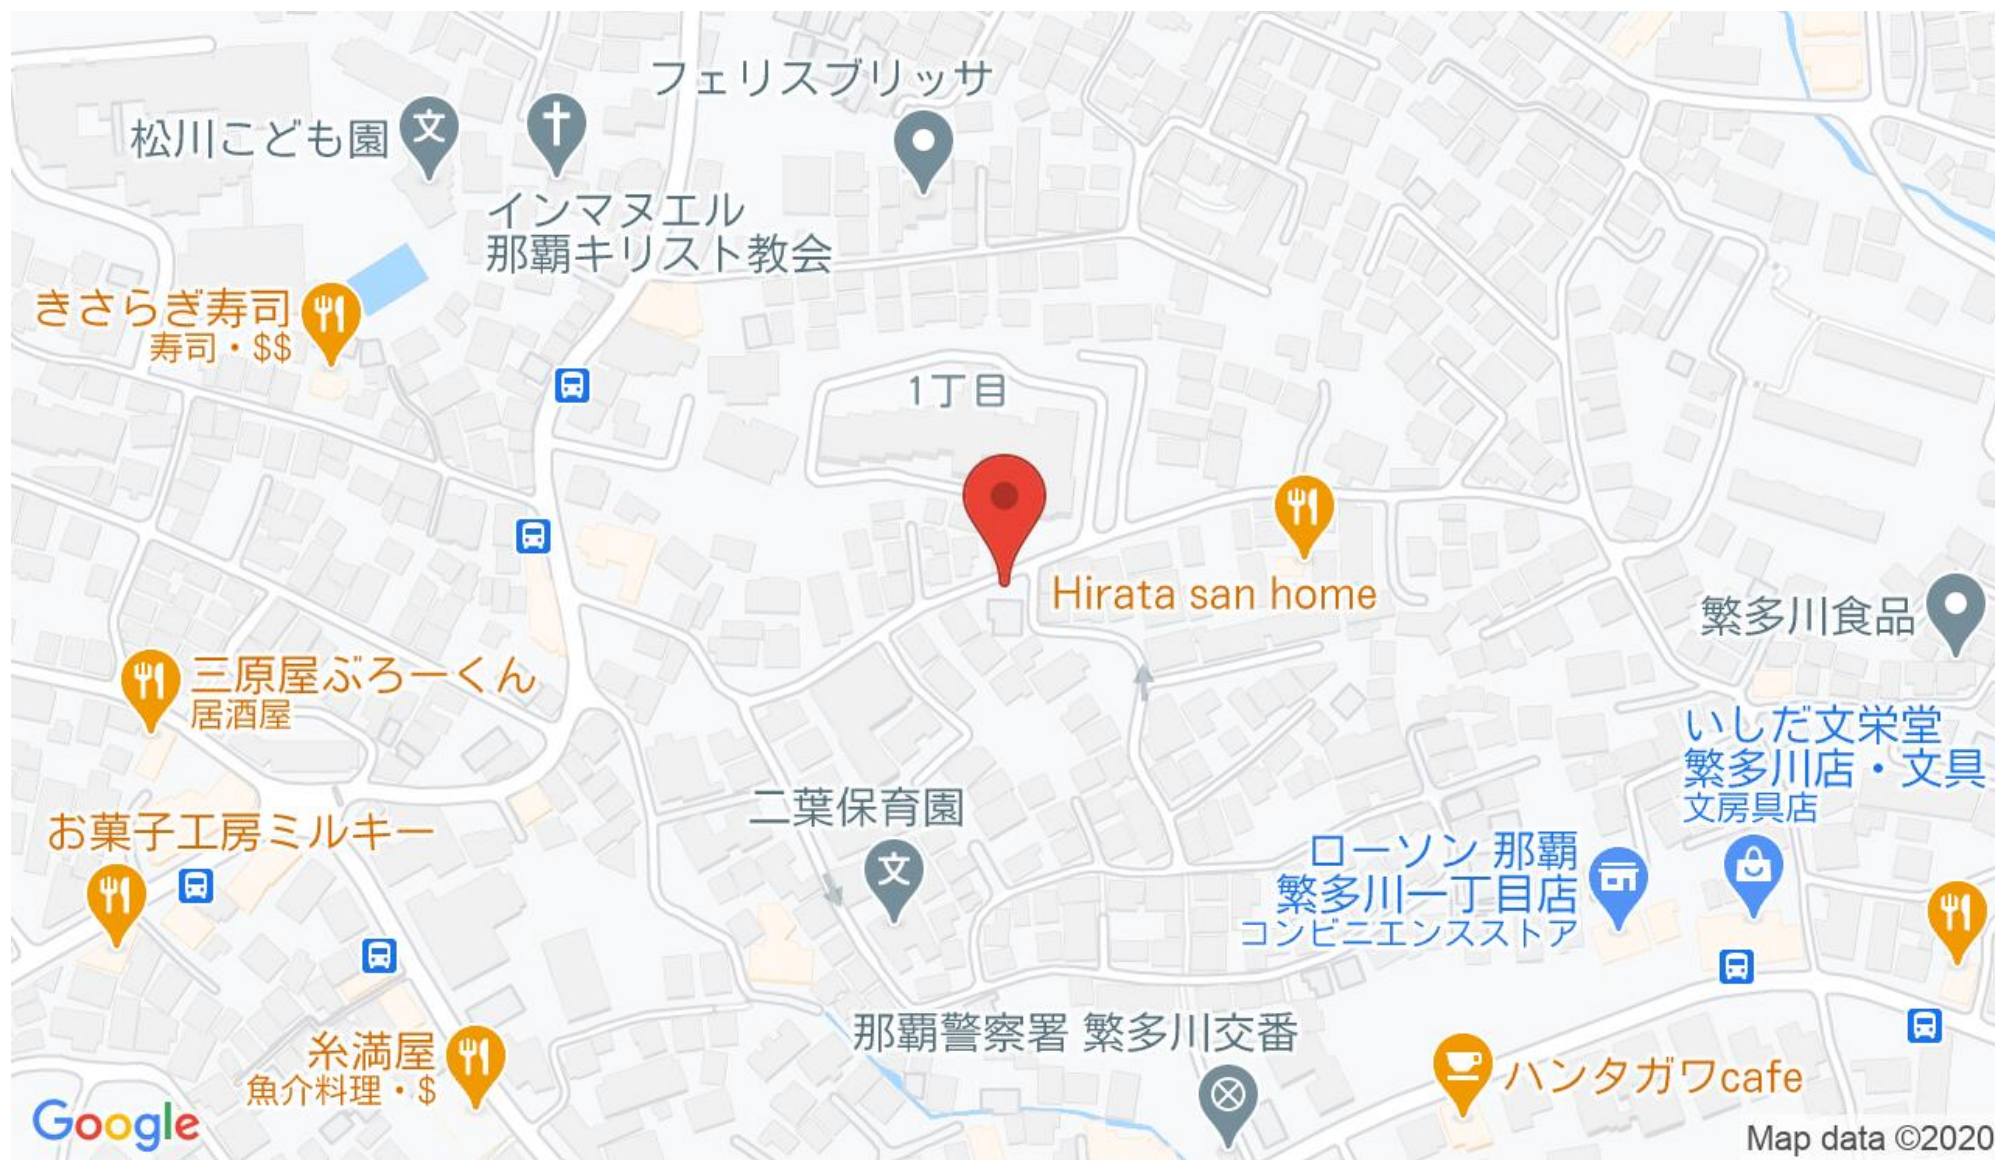 フェリスブリッサ
松川こども園
文
インマヌエル
那覇キリスト教会
きさらぎ寿司
寿司・$$
1丁目
Hirata san home
繁多川食品
三原屋ぶろーくん
居酒屋
いしだ文栄堂
繁多川店・文具
文房具店
お菓子工房ミルキー
二葉保育園
文
ローソン 那覇
繁多川一丁目店
コンビニエンスストア
那覇警察署 繁多川交番
糸満屋
魚介料理・$
ハンタガワcafe
Google
Map data ©2020